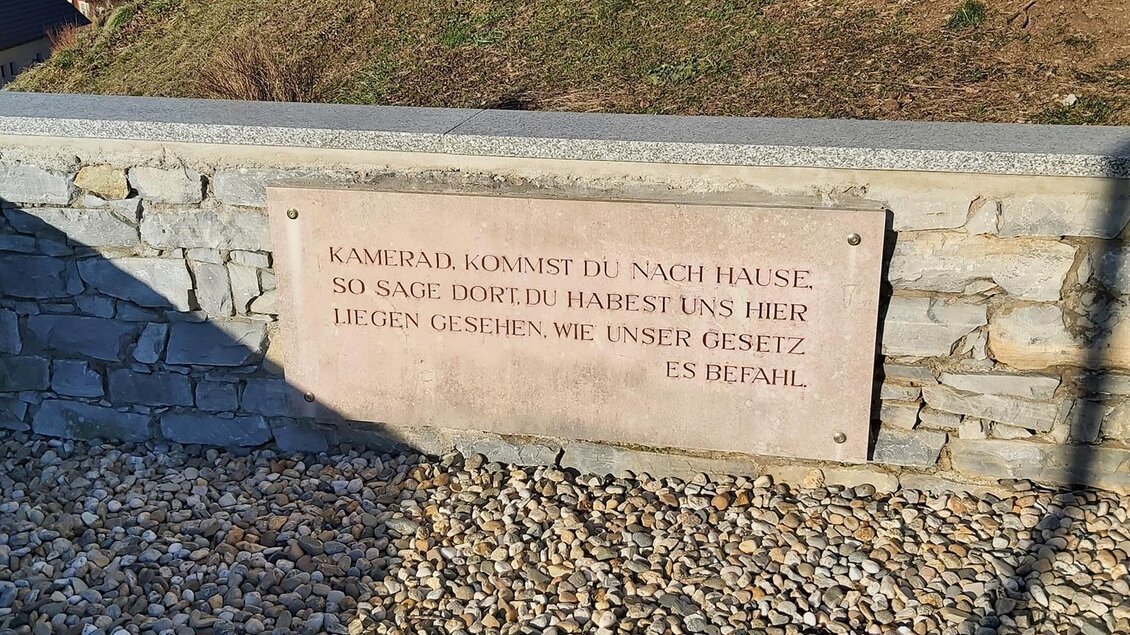 KAMERAD, KOMMST DU NACH HAUSE,
SO SAGE DORT, DU HABEST UNS HIER
LIEGEN GESEHEN, WIE UNSER GESETZ
ES BEFAHL.